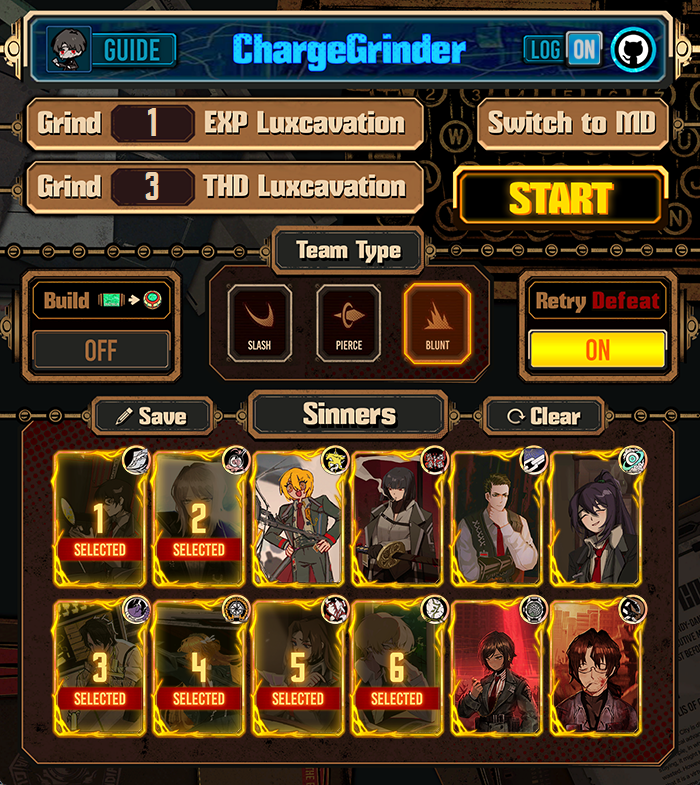 GUIDE
ChargeGrinder
LOG ON
Grind 1 EXP Luxcavation
Switch to MD
Grind 3 THD Luxcavation
START
Team Type
Build
OFF
SLASH
PIERCE
BLUNT
Retry Defeat
ON
Save
Sinners
Clear
1
SELECTED
2
SELECTED
3
SELECTED
4
SELECTED
5
SELECTED
6
SELECTED
W
N